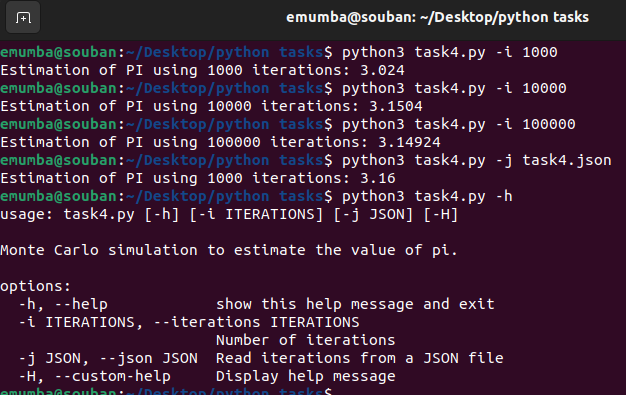 emumba@souban: ~/Desktop/python tasks
emumba@souban:~/Desktop/python tasks$ python3 task4.py -i 1000
Estimation of PI using 1000 iterations: 3.024
emumba@souban:~/Desktop/python tasks$ python3 task4.py -i 10000
Estimation of PI using 10000 iterations: 3.1504
emumba@souban:~/Desktop/python tasks$ python3 task4.py -i 100000
Estimation of PI using 100000 iterations: 3.14924
emumba@souban:~/Desktop/python tasks$ python3 task4.py -j task4.json
Estimation of PI using 1000 iterations: 3.16
emumba@souban:~/Desktop/python tasks$ python3 task4.py -h
usage: task4.py [-h] [-i ITERATIONS] [-j JSON] [-H]
Monte Carlo simulation to estimate the value of pi.
options:
-h, --help show this help message and exit
-i ITERATIONS, --iterations ITERATIONS
Number of iterations
-j JSON, --json JSON Read iterations from a JSON file
-H, --custom-help Display help message
emumba@souban:~/Desktop/python tasks$